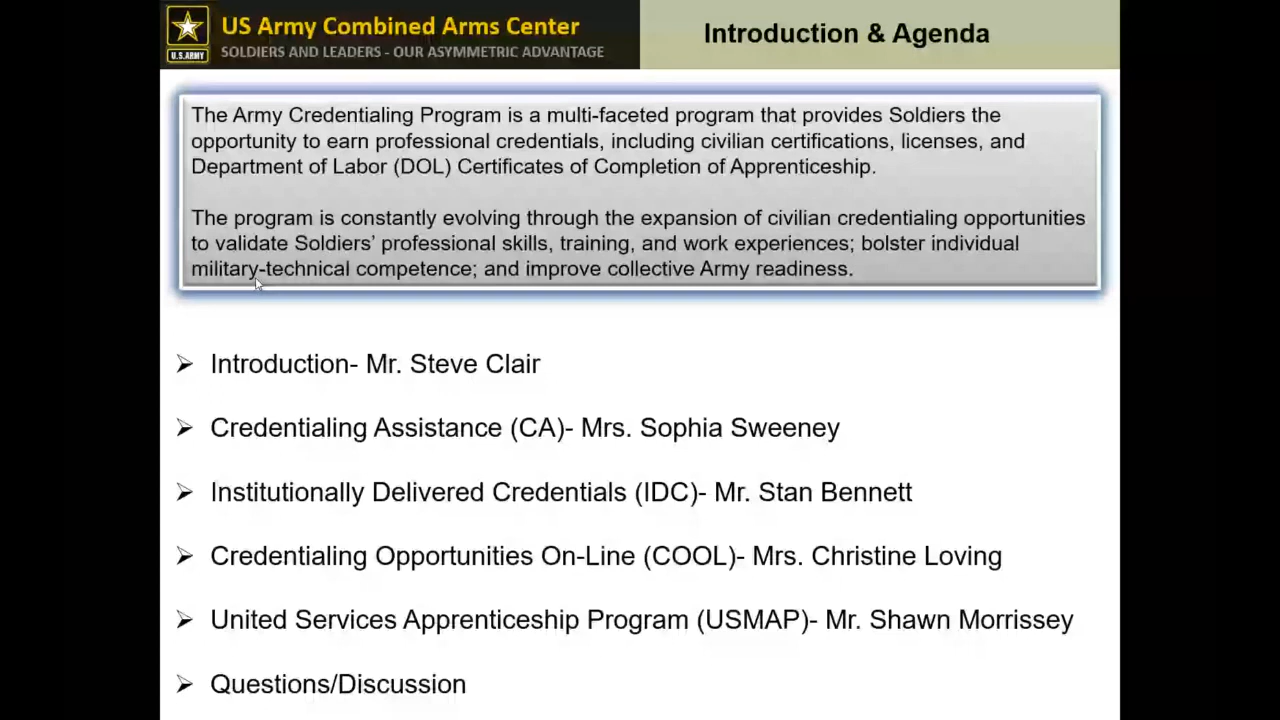 US Army Combined Arms Center
SOLDIERS AND LEADERS - OUR ASYMMETRIC ADVANTAGE
U.S.ARMY
Introduction & Agenda
The Army Credentialing Program is a multi-faceted program that provides Soldiers the
opportunity to earn professional credentials, including civilian certifications, licenses, and
Department of Labor (DOL) Certificates of Completion of Apprenticeship.
The program is constantly evolving through the expansion of civilian credentialing opportunities
to validate Soldiers’ professional skills, training, and work experiences; bolster individual
military-technical competence; and improve collective Army readiness.
Introduction- Mr. Steve Clair
Credentialing Assistance (CA)- Mrs. Sophia Sweeney
Institutionally Delivered Credentials (IDC)- Mr. Stan Bennett
Credentialing Opportunities On-Line (COOL)- Mrs. Christine Loving
United Services Apprenticeship Program (USMAP)- Mr. Shawn Morrissey
Questions/Discussion